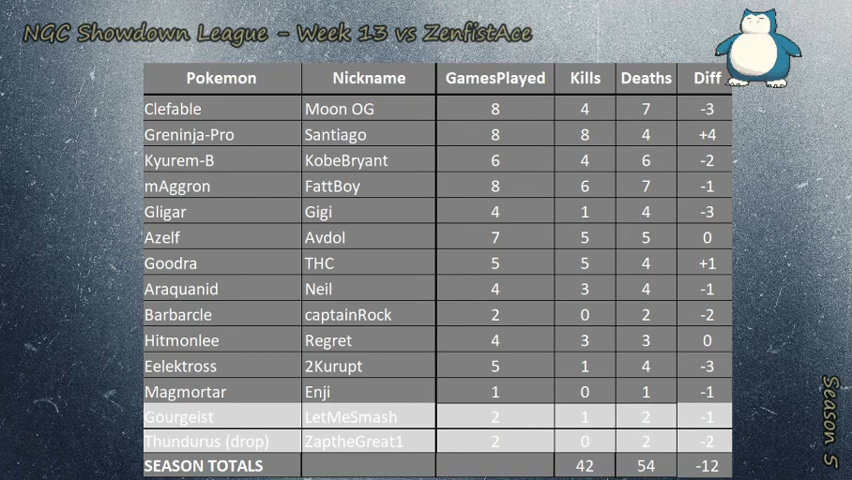 NGC Showdown League - Week 13 vs ZenfistAce
Pokemon Nickname GamesPlayed Kills Deaths Diff
Clefable Moon OG 8 4 7 -3
Greninja-Pro Santiago 8 8 4 +4
Kyurem-B KobeBryant 6 4 6 -2
mAggron FattBoy 8 6 7 -1
Gligar Gigi 4 1 4 -3
Azelf Avdol 7 5 5 0
Goodra THC 5 5 4 +1
Araquanid Neil 4 3 4 -1
Barbarcle captainRock 2 0 2 -2
Hitmonlee Regret 4 3 3 0
Eelektross 2Kurupt 5 1 4 -3
Magmortar Enji 1 0 1 -1
Gourgeist LetMeSmash 2 1 2 -1
Thundurus (drop) ZaptheGreat1 2 0 2 -2
SEASON TOTALS 42 54 -12
Season 5